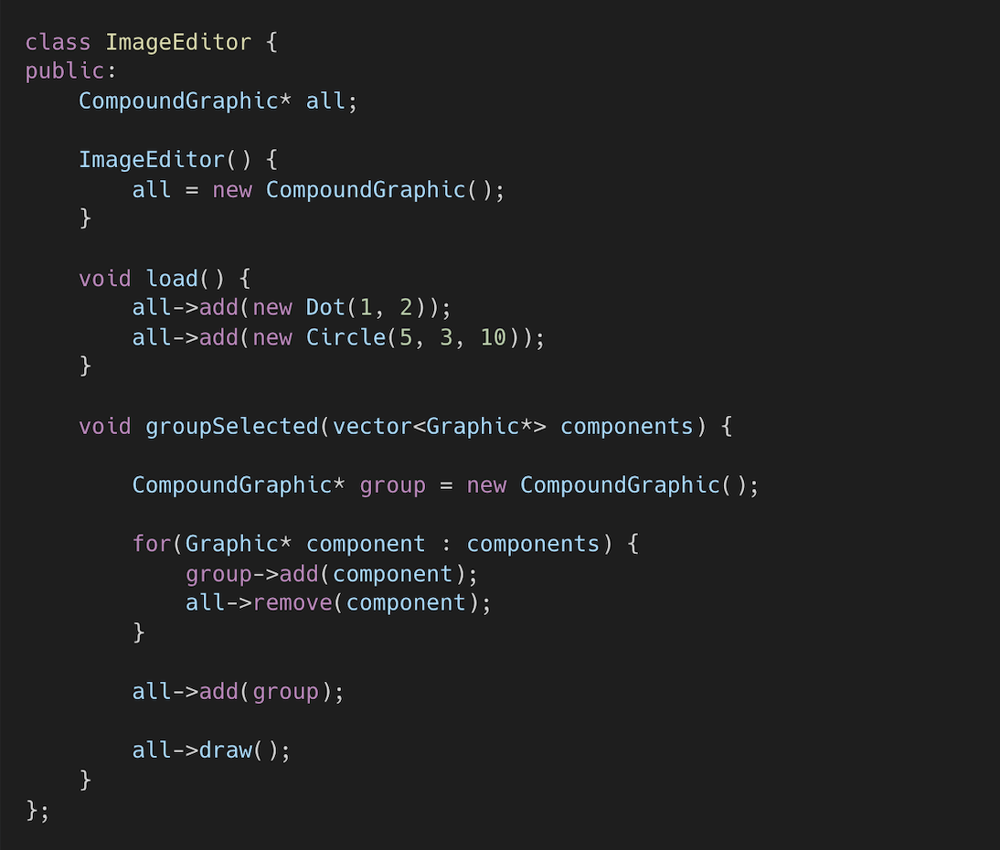 class ImageEditor {
public:
    CompoundGraphic* all;

    ImageEditor() {
        all = new CompoundGraphic();
    }

    void load() {
        all->add(new Dot(1, 2));
        all->add(new Circle(5, 3, 10));
    }

    void groupSelected(vector<Graphic*> components) {

        CompoundGraphic* group = new CompoundGraphic();

        for(Graphic* component : components) {
            group->add(component);
            all->remove(component);
        }

        all->add(group);

        all->draw();
    }
};